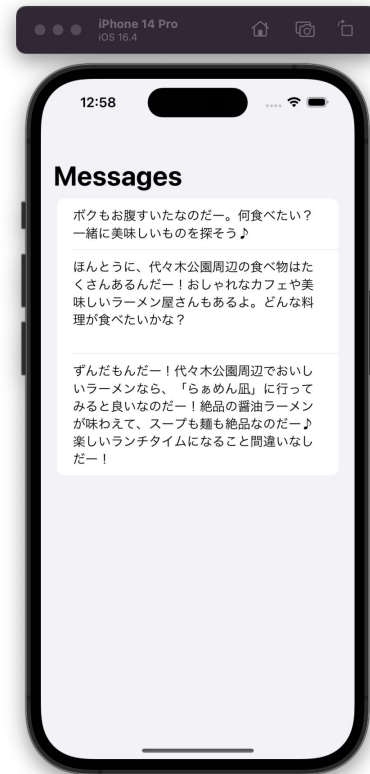 iPhone 14 Pro
iOS 16.4
12:58
Messages
ボクもお腹すいたなのだー。何食べたい？
一緒に美味しいものを探そう♪
ほんとうに、代々木公園周辺の食べ物はた
くさんあるんだー！おしゃれなカフェや美
味しいラーメン屋さんもあるよ。どんな料
理が食べたいかな？
ずんだもんだー！代々木公園周辺でおいし
いラーメンなら、「らぁめん凪」に行って
みると良いなのだー！絶品の醤油ラーメン
が味わえて、スープも麺も絶品なのだー♪
楽しいランチタイムになること間違いなし
だー！